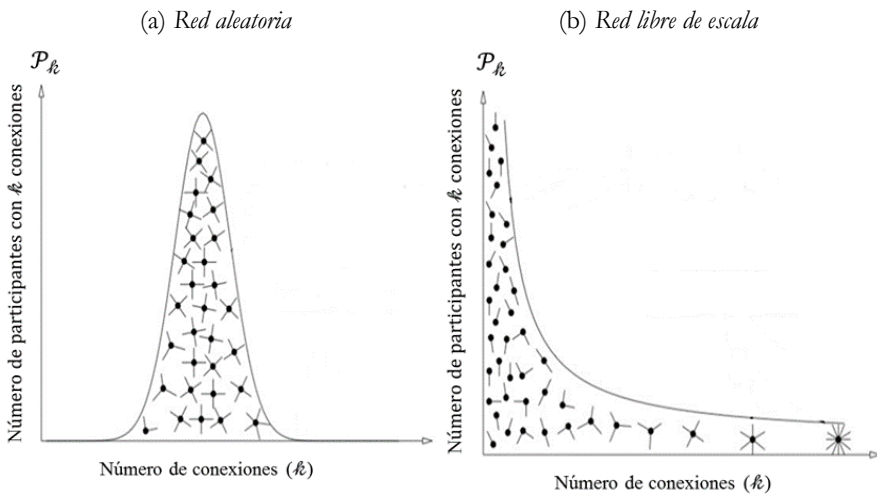 (a) Red aleatoria
𝒫𝓀
Número de participantes con 𝓀 conexiones
Número de conexiones (𝓀)
(b) Red libre de escala
𝒫𝓀
Número de participantes con 𝓀 conexiones
Número de conexiones (𝓀)